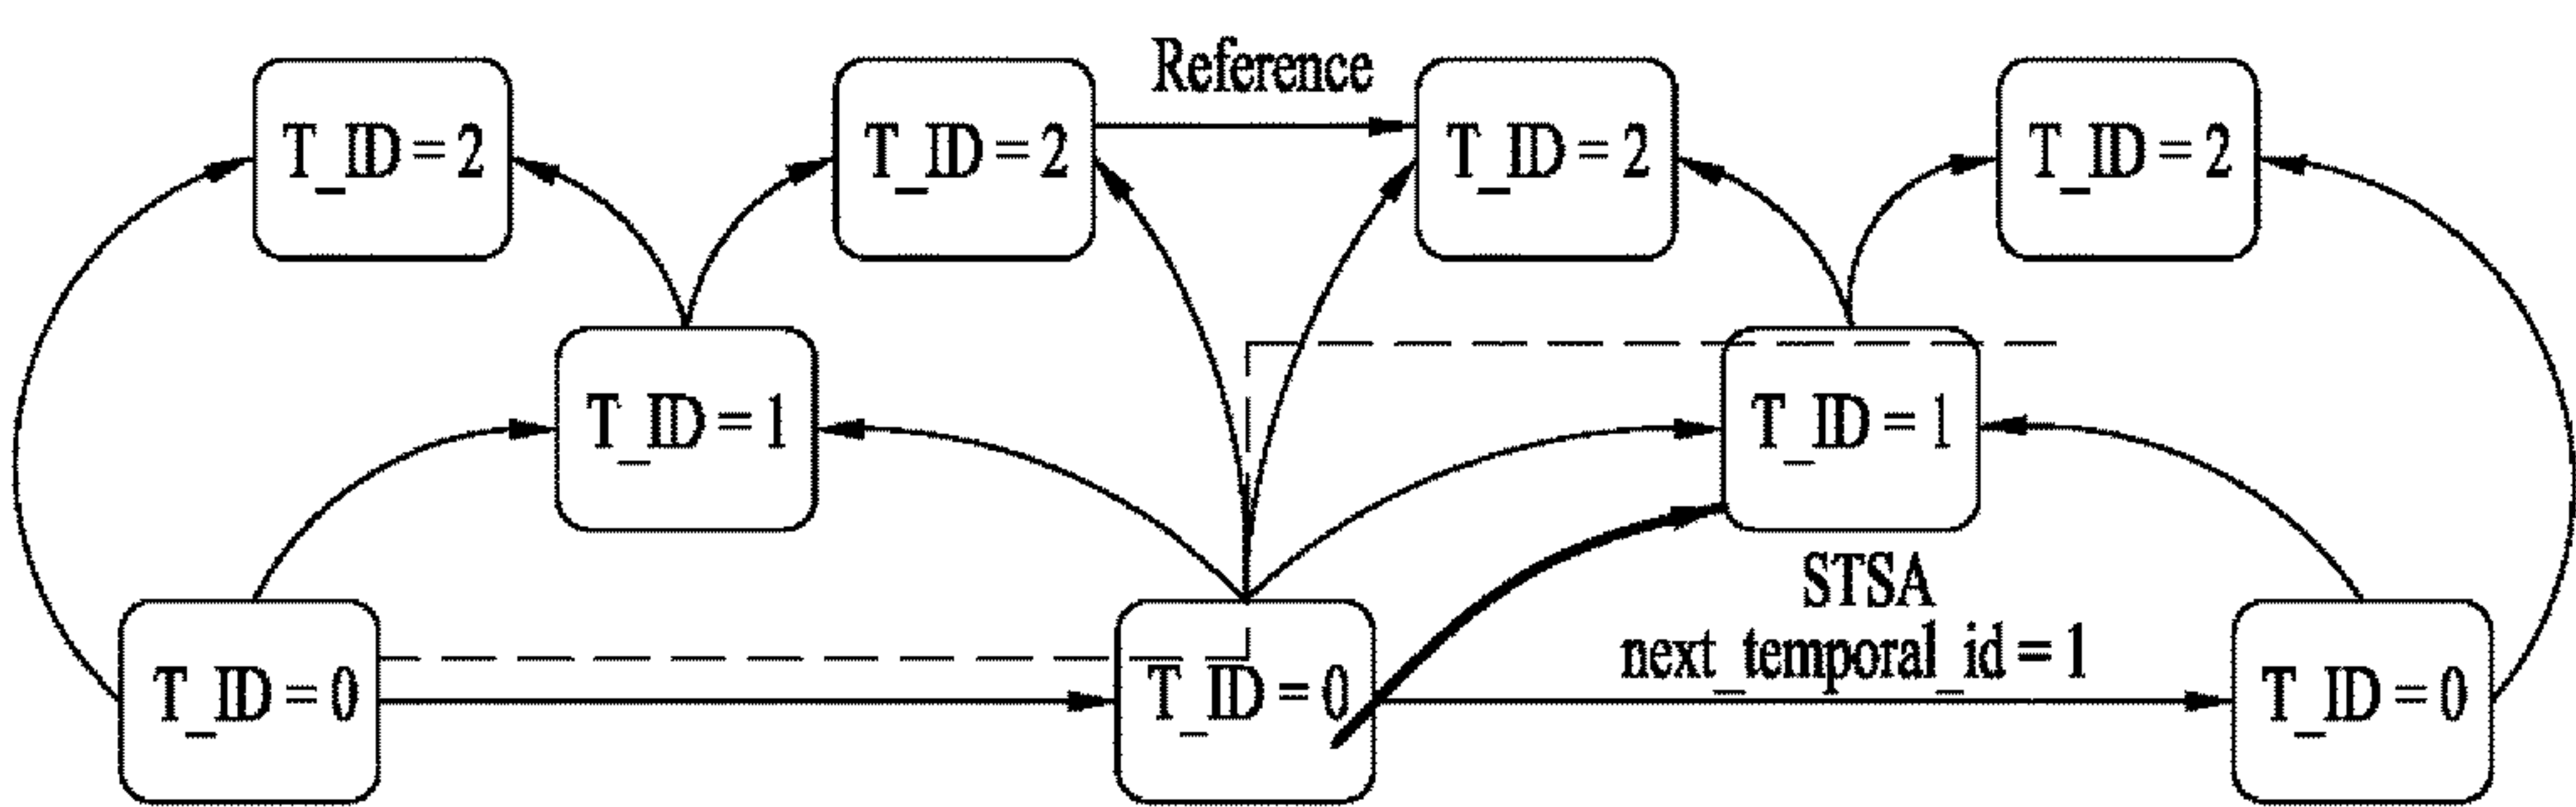 Reference
T_ID = 2
T_ID = 2
T_ID = 2
T_ID = 2
T_ID = 1
T_ID = 1
STSA
next_temporal_id = 1
T_ID = 0
T_ID = 0
T_ID = 0